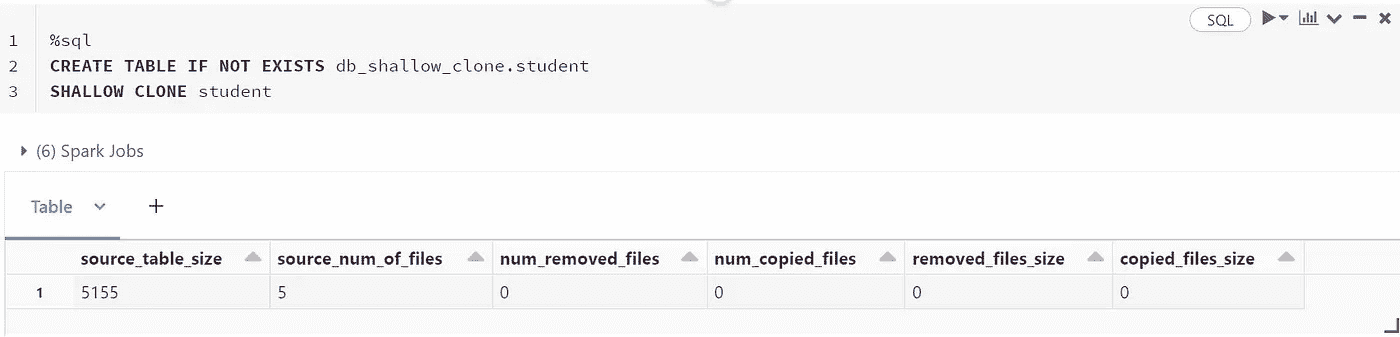 SQL
1 %sql
2 CREATE TABLE IF NOT EXISTS db_shallow_clone.student
3 SHALLOW CLONE student
(6) Spark Jobs
Table +
source_table_size source_num_of_files num_removed_files num_copied_files removed_files_size copied_files_size
1 5155 5 0 0 0 0